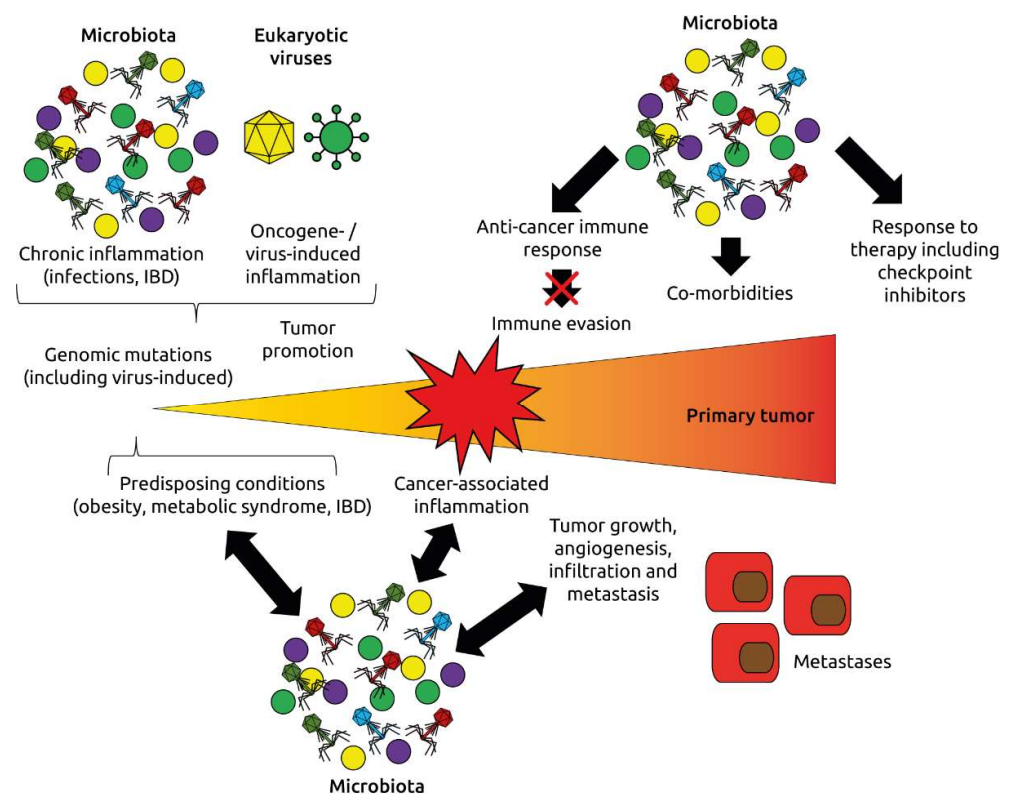 Microbiota
Eukaryotic
viruses
Microbiota
Chronic inflammation
(infections, IBD)
Oncogene-/
virus-induced
inflammation
Anti-cancer immune
response
Co-morbidities
Response to
therapy including
checkpoint
inhibitors
Immune evasion
Genomic mutations
(including virus-induced)
Tumor
promotion
Primary tumor
Predisposing conditions
(obesity, metabolic syndrome, IBD)
Cancer-associated
inflammation
Tumor growth,
angiogenesis,
infiltration and
metastasis
Metastases
Microbiota